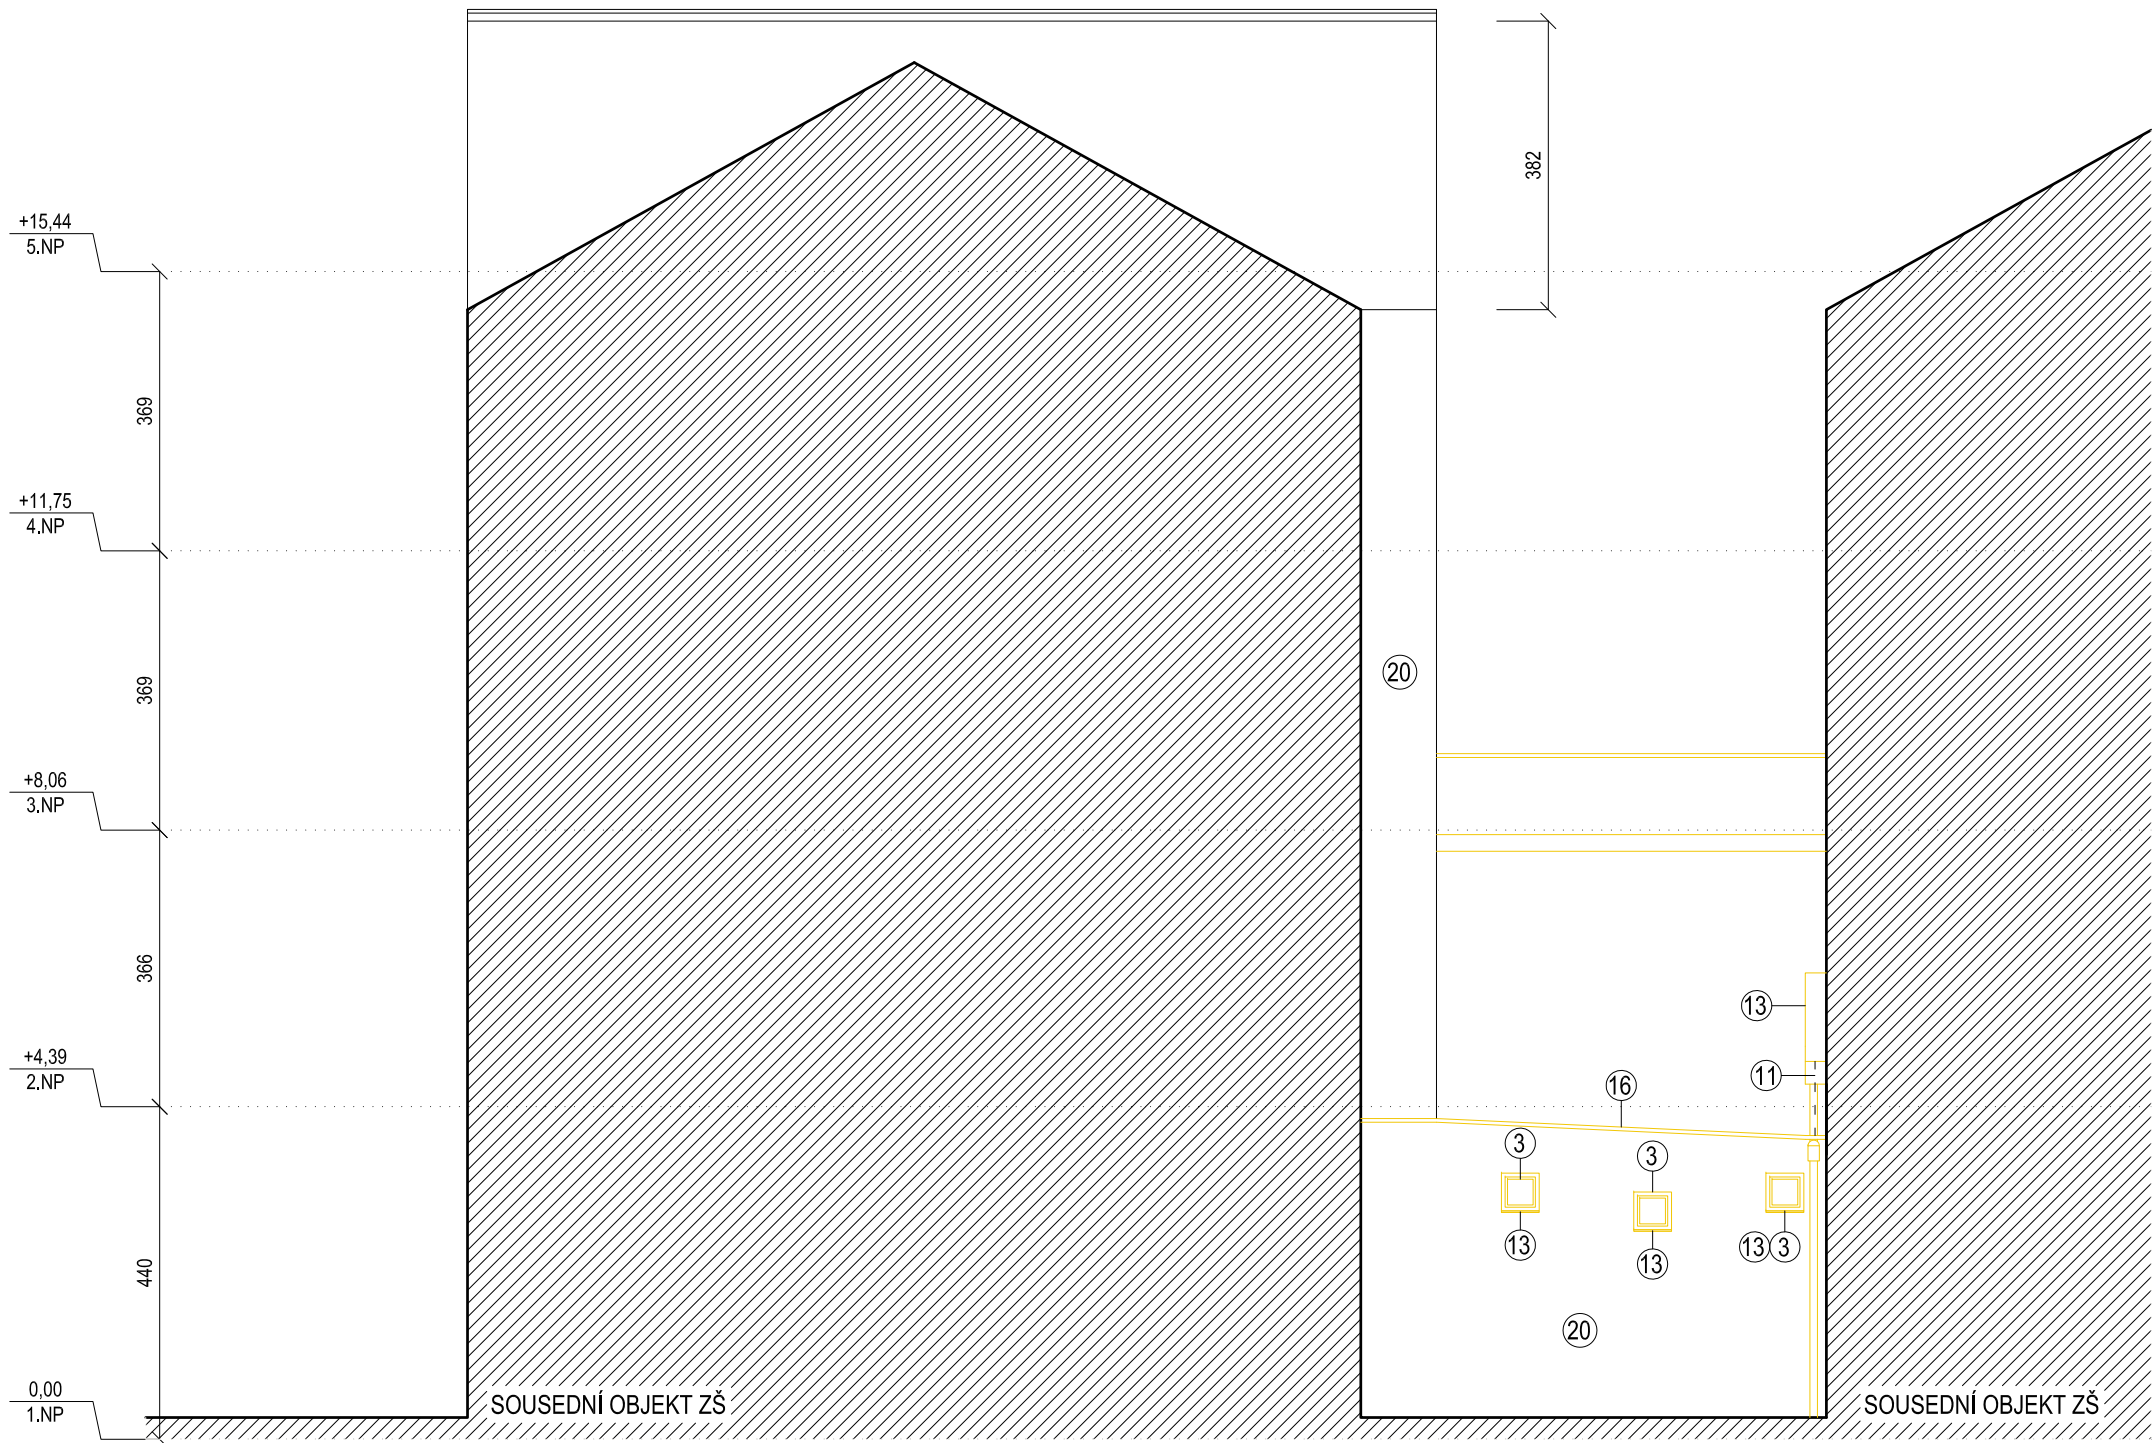 382
+15,44
5.NP
369
+11,75
4.NP
369
20
+8,06
3.NP
366
13
+4,39
2.NP
11
16
3
3
13
13
13 3
440
20
0,00
1.NP
SOUSEDNÍ OBJEKT ZŠ
SOUSEDNÍ OBJEKT ZŠ